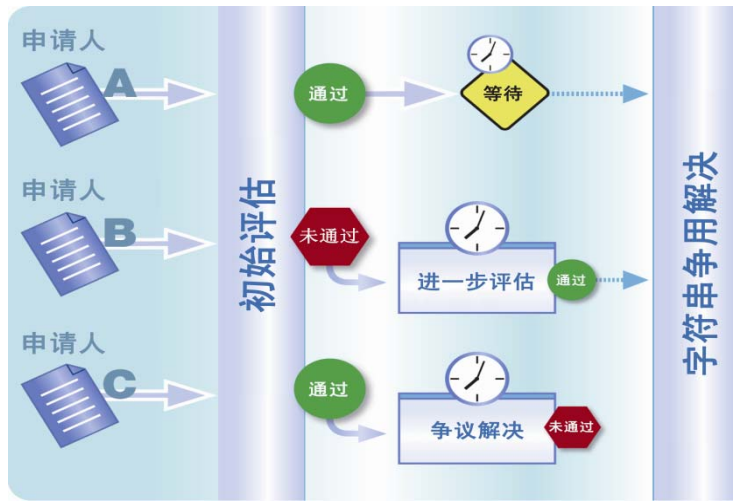 申请人
A
通过
等待
申请人
B
初始评估
未通过
进一步评估
通过
字符串争用解决
申请人
C
通过
争议解决
未通过